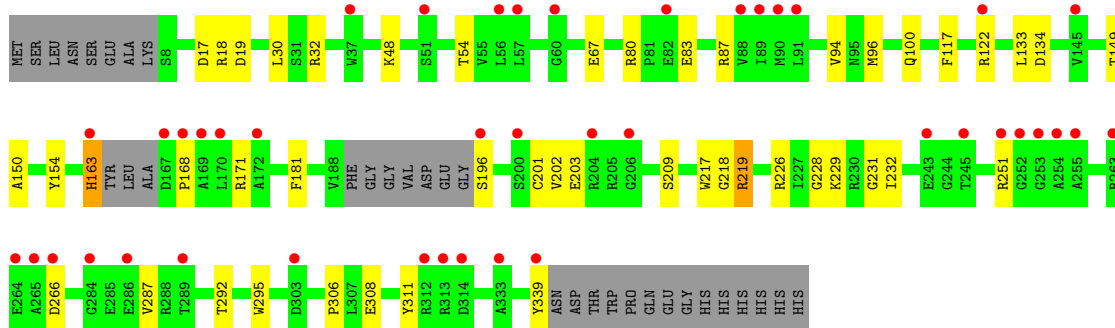 MET SER LEU ASN SER GLU ALA LYS S8 D17 R18 D19 L30 S31 R32 W37 K48 S51 T54 V55 L56 L57 G60 E67 R80 P81 E82 E83 R87 V88 I89 M90 L91 V94 N95 M96 Q100 F117 R122 L133 D134 V145 T149
A150 Y154 H163 TYR LEU ALA D167 P168 A169 L170 R171 A172 F181 V188 PHE GLY GLY VAL ASP GLU GLY S196 S200 C201 V202 E203 R204 R205 G206 S209 W217 G218 R219 R226 I227 G228 K229 R230 G231 I232 E243 G244 T245 R251 G252 G253 A254 A255
E264 A265 D266 G284 E285 E286 V287 R288 T289 T292 W295 D303 P306 L307 E308 Y311 R312 R313 D314 A333 Y339 ASN ASP THR TRP PRO GLN GLU GLY HIS HIS HIS HIS HIS HIS